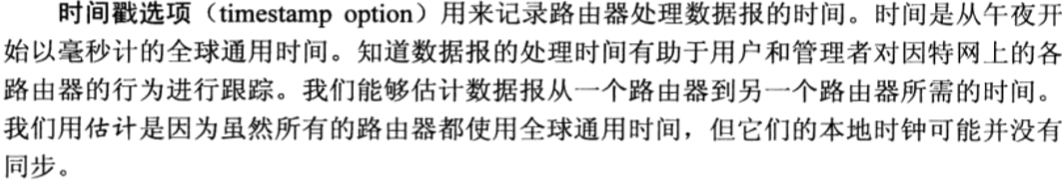 时间戳选项（timestamp option）用来记录路由器处理数据报的时间。时间是从午夜开
始以毫秒计的全球通用时间。知道数据报的处理时间有助于用户和管理者对因特网上的各
路由器的行为进行跟踪。我们能够估计数据报从一个路由器到另一个路由器所需的时间。
我们用估计是因为虽然所有的路由器都使用全球通用时间，但它们的本地时钟可能并没有
同步。